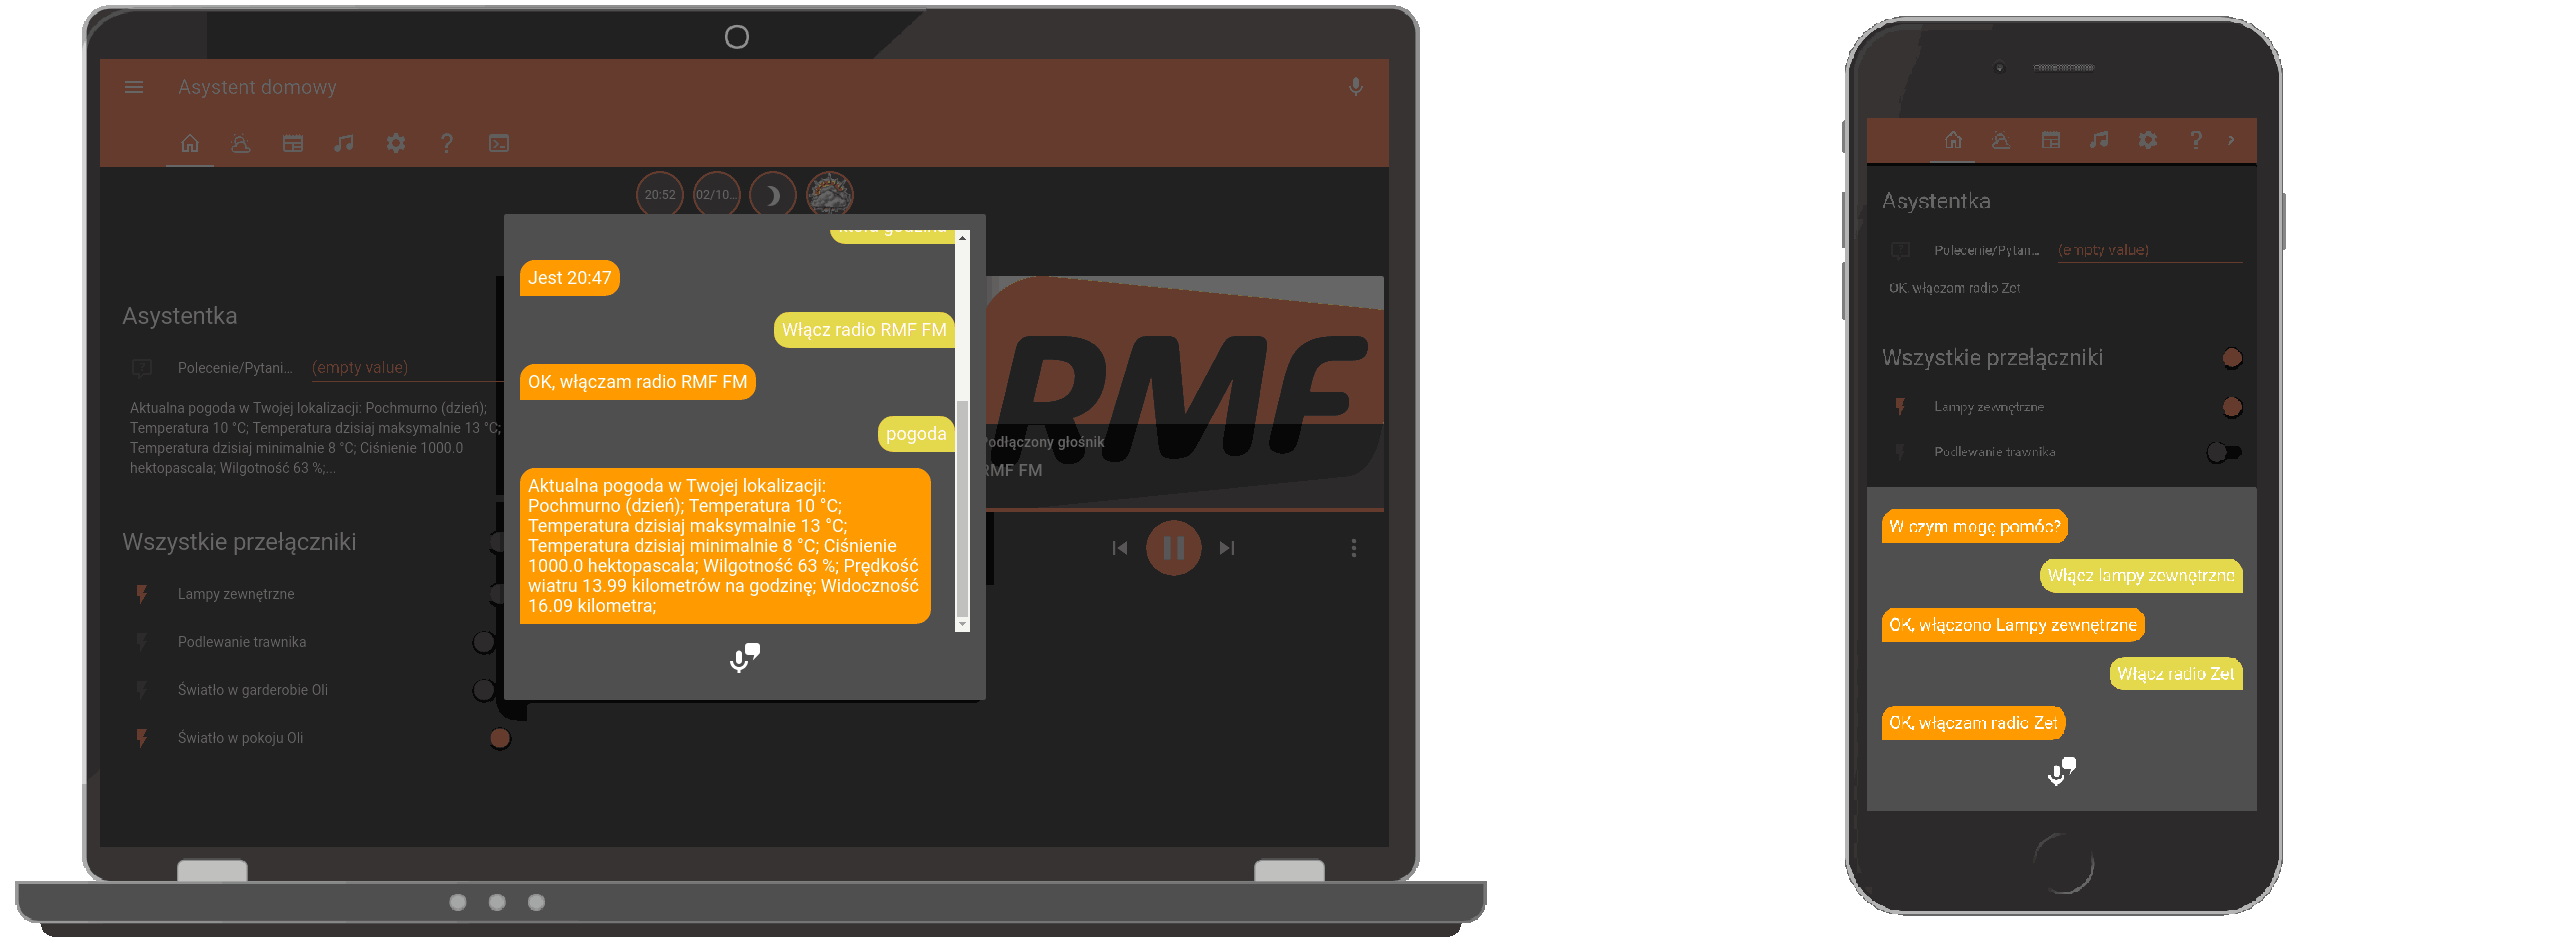 Asystent domowy
20:52
02/10...
Asystentka
Polecenie/Pytani...
(empty value)
Aktualna pogoda w Twojej lokalizacji: Pochmurno (dzień);
Temperatura 10 °C; Temperatura dzisiaj maksymalnie 13 °C;
Temperatura dzisiaj minimalnie 8 °C; Ciśnienie 1000.0
hektopascala; Wilgotność 63 %;...
Wszystkie przełączniki
Lampy zewnętrzne
Podlewanie trawnika
Światło w garderobie Oli
Światło w pokoju Oli
która godzina
Jest 20:47
Włącz radio RMF FM
OK, włączam radio RMF FM
pogoda
Aktualna pogoda w Twojej lokalizacji:
Pochmurno (dzień); Temperatura 10 °C;
Temperatura dzisiaj maksymalnie 13 °C;
Temperatura dzisiaj minimalnie 8 °C; Ciśnienie
1000.0 hektopascala; Wilgotność 63 %; Prędkość
wiatru 13.99 kilometrów na godzinę; Widoczność
16.09 kilometra;
RMF
Podłączony głośnik
RMF FM
Asystentka
Polecenie/Pytan...
(empty value)
OK, włączam radio Zet
Wszystkie przełączniki
Lampy zewnętrzne
Podlewanie trawnika
W czym mogę pomóc?
Włącz lampy zewnętrzne
OK, włączono Lampy zewnętrzne
Włącz radio Zet
OK, włączam radio Zet